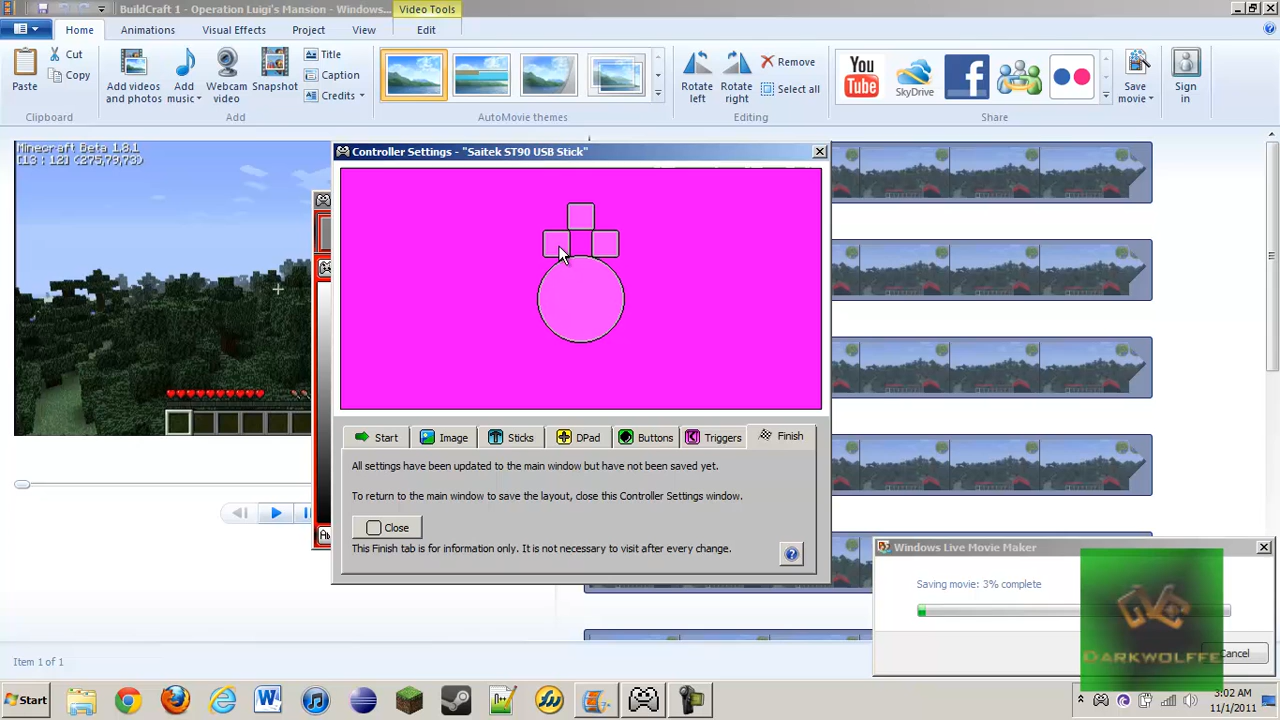 BuildCraft 1 - Operation Luigi's Mansion - Windows...
Video Tools
Home
Animations
Visual Effects
Project
View
Edit
Paste
Cut
Copy
Clipboard
Add videos and photos
Add music
Webcam video
Snapshot
Title
Caption
Credits
Add
AutoMovie themes
Rotate left
Rotate right
Remove
Select all
Editing
You Tube
SkyDrive
Share
Save movie
Sign in
Minecraft Beta 1.8.1
Controller Settings - "Saitek ST90 USB Stick"
Start
Image
Sticks
DPad
Buttons
Triggers
Finish
All settings have been updated to the main window but have not been saved yet.
To return to the main window to save the layout, close this Controller Settings window.
Close
This Finish tab is for information only. It is not necessary to visit after every change.
Windows Live Movie Maker
Saving movie: 3% complete
Cancel
DARKWOLFFE
Item 1 of 1
Start
3:02 AM
11/1/2011